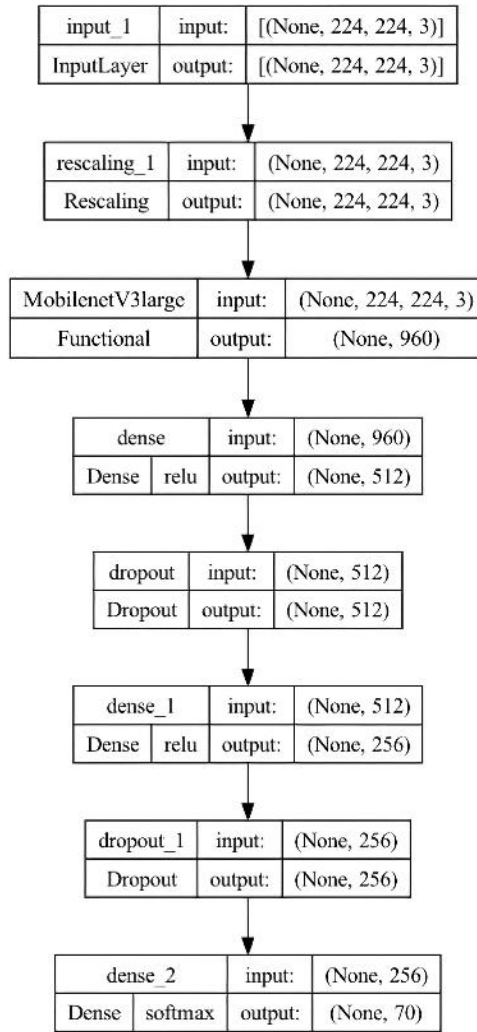 input_1 input: [(None, 224, 224, 3)]
InputLayer output: [(None, 224, 224, 3)]
rescaling_1 input: (None, 224, 224, 3)
Rescaling output: (None, 224, 224, 3)
MobilenetV3large input: (None, 224, 224, 3)
Functional output: (None, 960)
dense input: (None, 960)
Dense relu output: (None, 512)
dropout input: (None, 512)
Dropout output: (None, 512)
dense_1 input: (None, 512)
Dense relu output: (None, 256)
dropout_1 input: (None, 256)
Dropout output: (None, 256)
dense_2 input: (None, 256)
Dense softmax output: (None, 70)